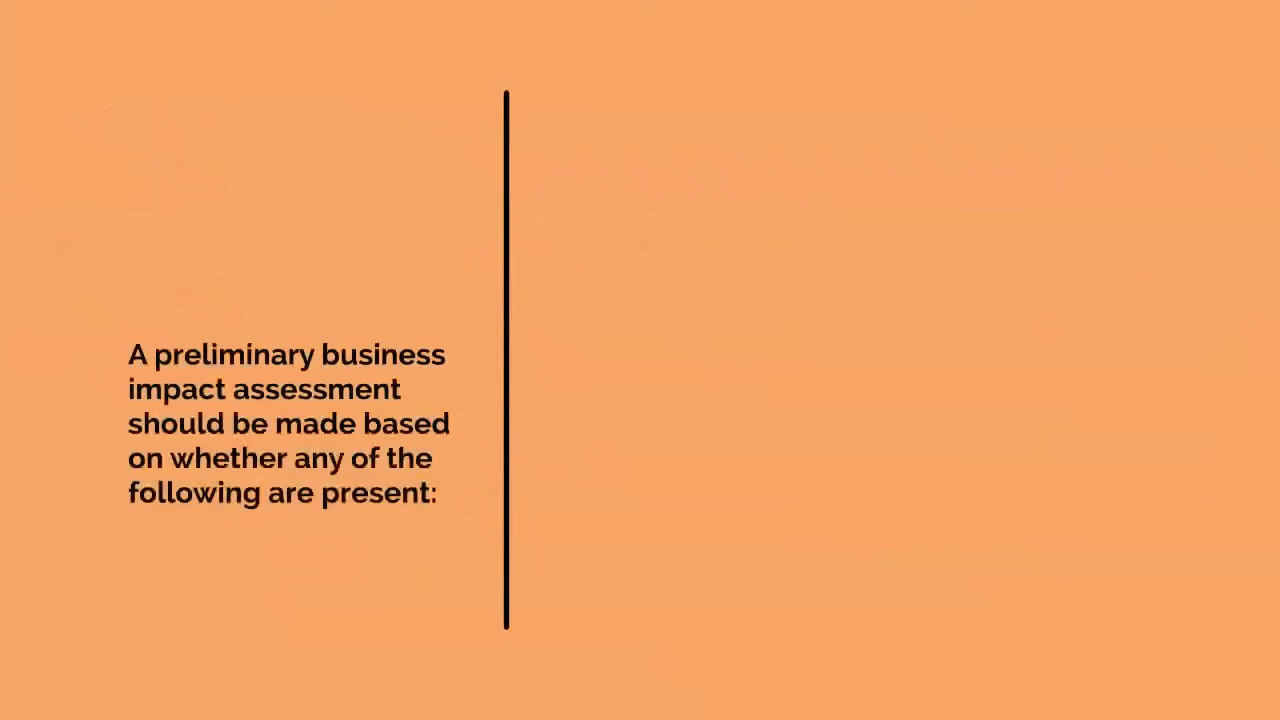 A preliminary business
impact assessment
should be made based
on whether any of the
following are present: